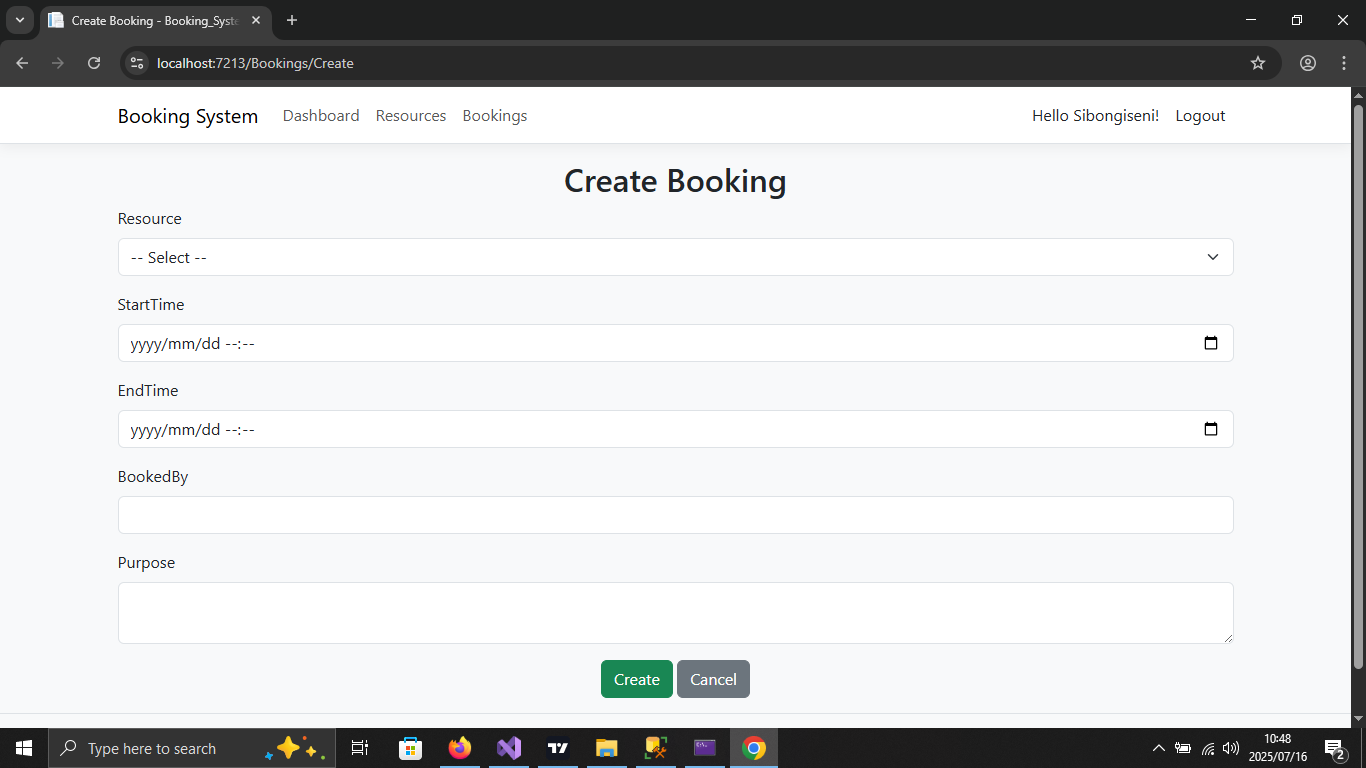 Create Booking - Booking_Syste
localhost:7213/Bookings/Create
Booking System Dashboard Resources Bookings Hello Sibongiseni! Logout
Create Booking
Resource
-- Select --
StartTime
yyyy/mm/dd --:--
EndTime
yyyy/mm/dd --:--
BookedBy
Purpose
Create Cancel
Type here to search
10:48
2025/07/16
2